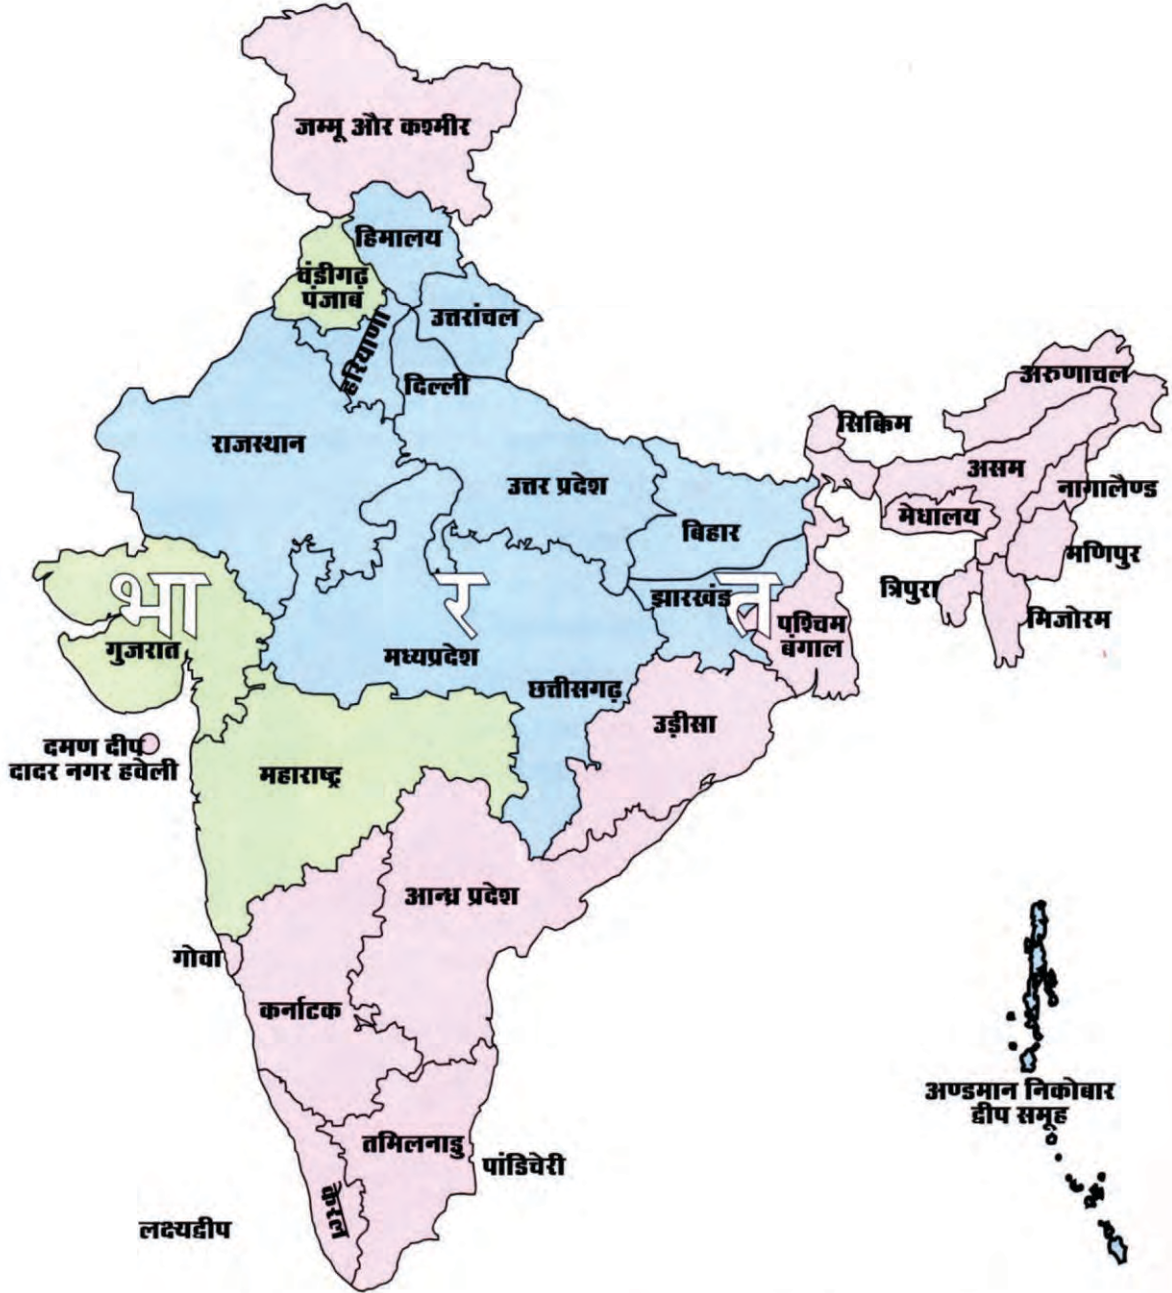 जम्मू और कश्मीर
हिमालय
चंडीगढ़
पंजाब
उत्तरांचल
हरियाणा
दिल्ली
अरुणाचल
सिक्किम
राजस्थान
असम
उत्तर प्रदेश
नागालैण्ड
मेघालय
बिहार
मणिपुर
भा र त
त्रिपुरा
झारखंड
मिजोरम
पश्चिम
बंगाल
गुजरात
मध्यप्रदेश
छत्तीसगढ़
उड़ीसा
दमण दीप
दादर नगर हवेली
महाराष्ट्र
आन्ध्र प्रदेश
गोवा
कर्नाटक
अण्डमान निकोबार
द्वीप समूह
तमिलनाडु
पांडिचेरी
केरल
लक्ष्यद्वीप